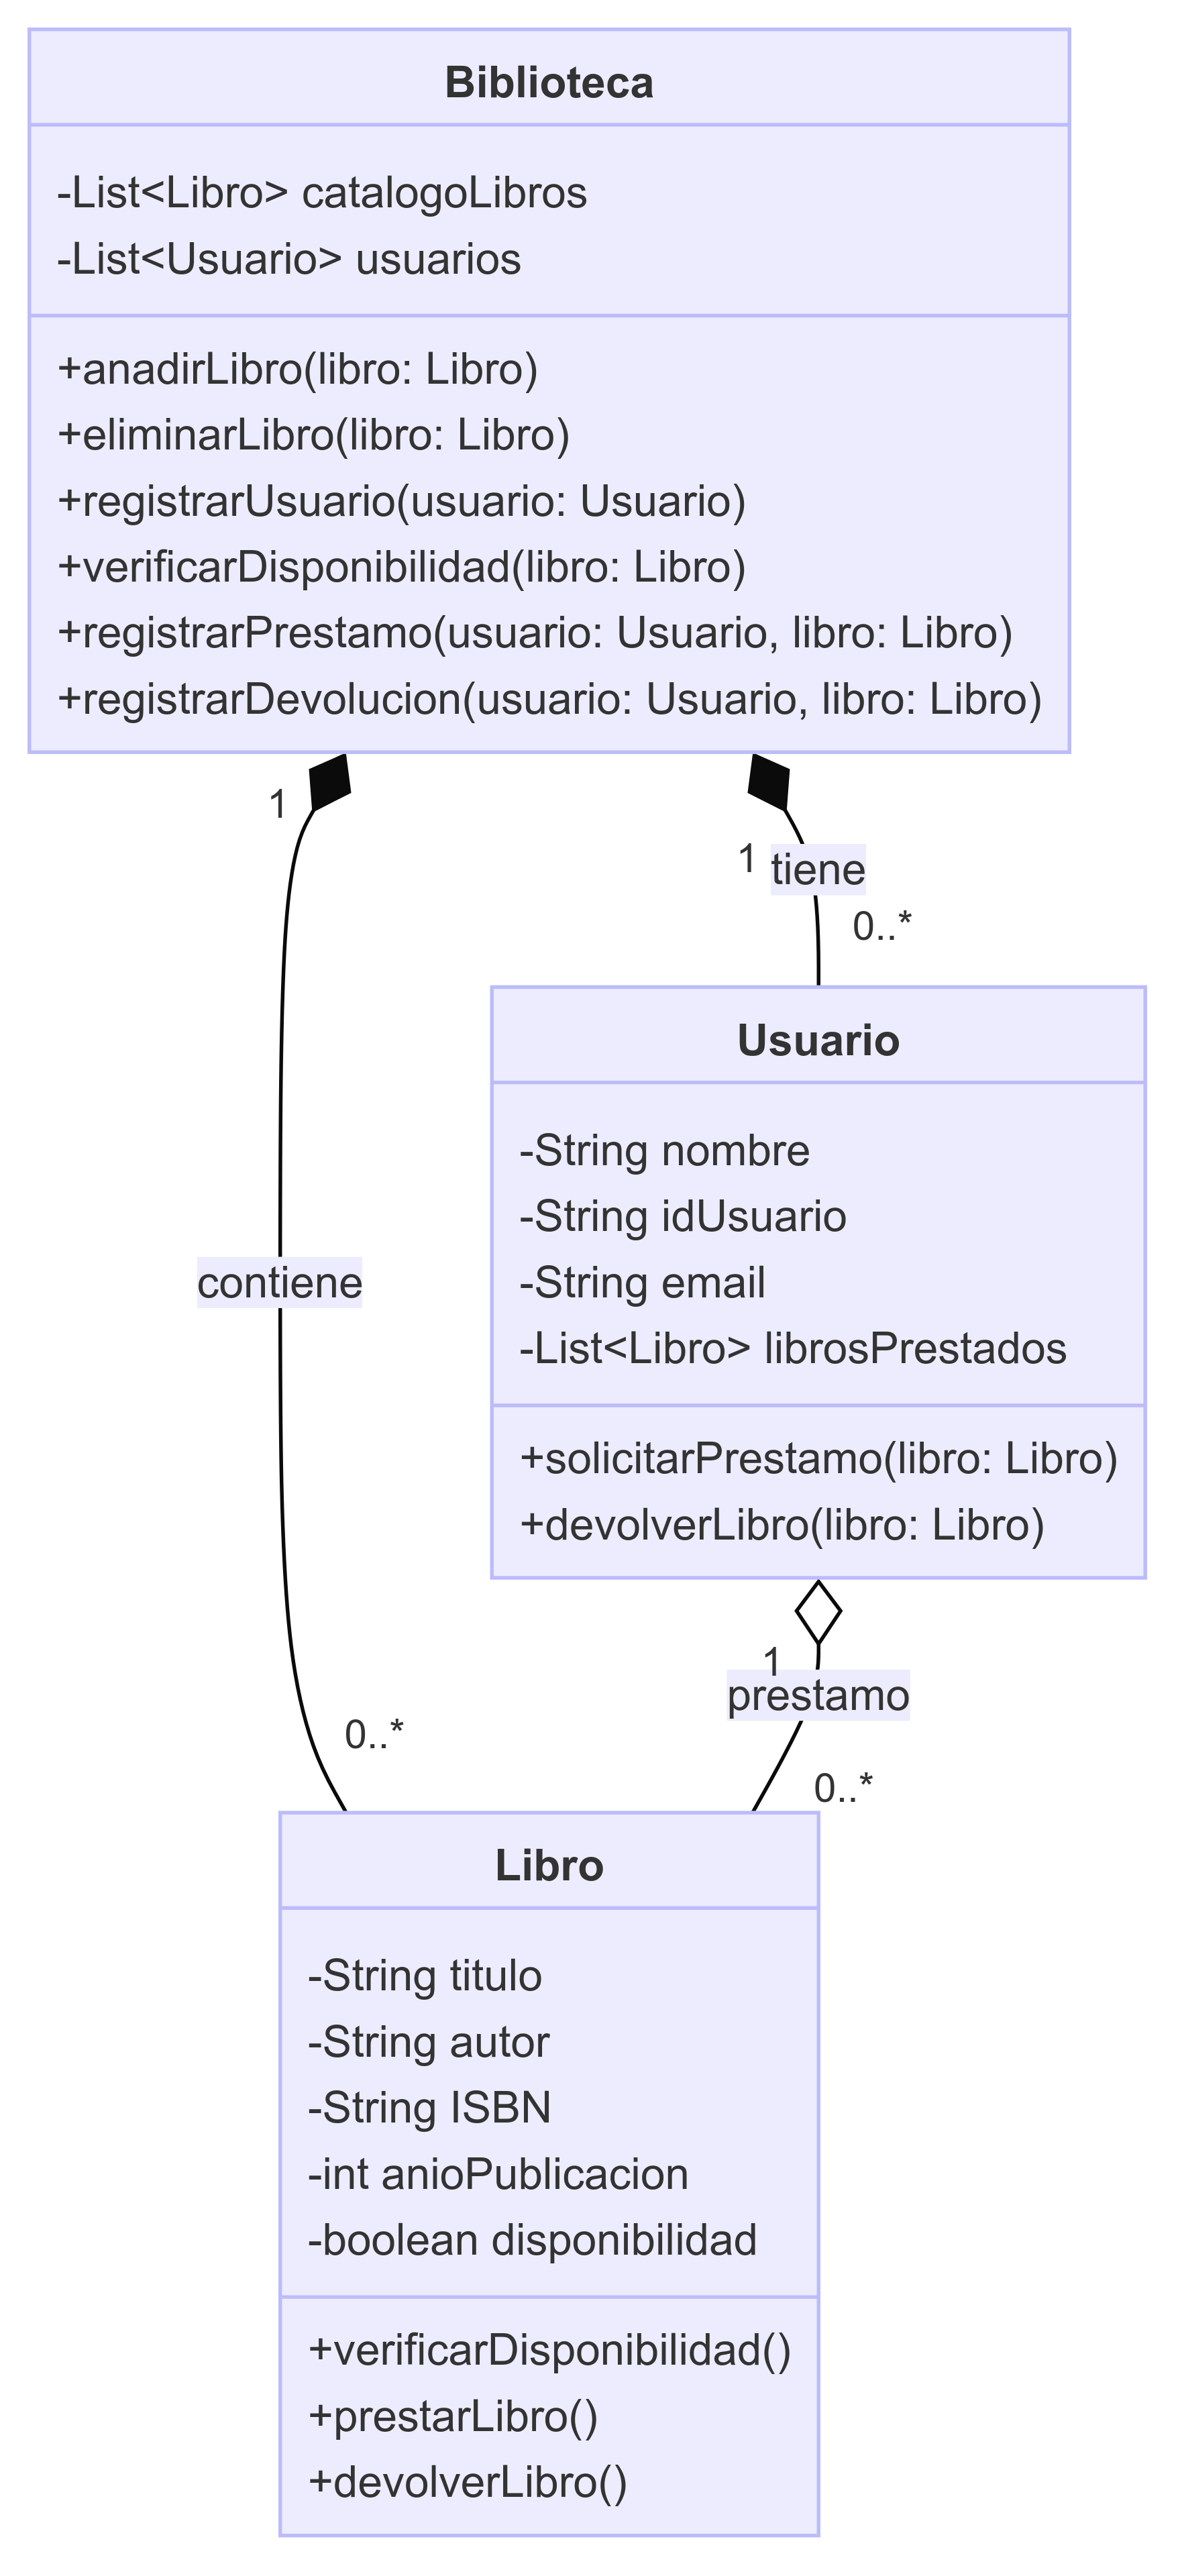 Biblioteca
-List<Libro> catalogoLibros
-List<Usuario> usuarios
+anadirLibro(libro: Libro)
+eliminarLibro(libro: Libro)
+registrarUsuario(usuario: Usuario)
+verificarDisponibilidad(libro: Libro)
+registrarPrestamo(usuario: Usuario, libro: Libro)
+registrarDevolucion(usuario: Usuario, libro: Libro)
1
1
tiene
0..*
Usuario
-String nombre
-String idUsuario
-String email
-List<Libro> librosPrestados
+solicitarPrestamo(libro: Libro)
+devolverLibro(libro: Libro)
contiene
1
prestamo
0..*
0..*
Libro
-String titulo
-String autor
-String ISBN
-int anioPublicacion
-boolean disponibilidad
+verificarDisponibilidad()
+prestarLibro()
+devolverLibro()